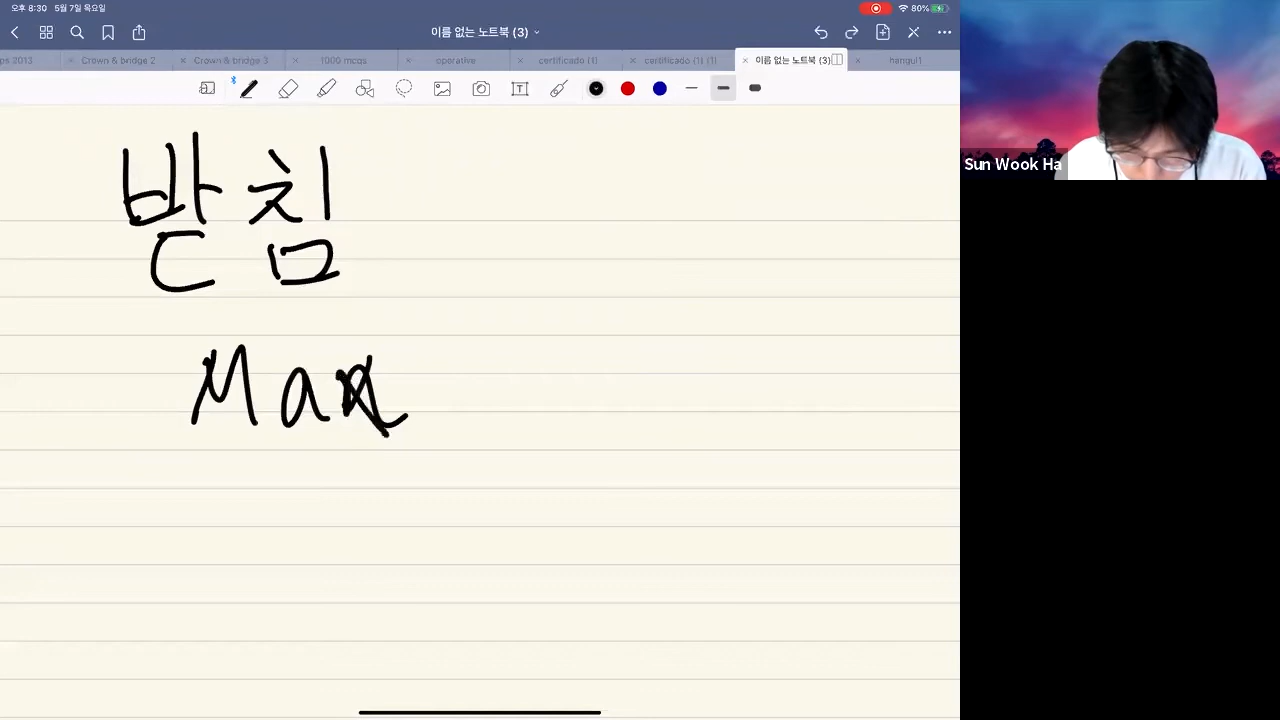 오후 8:30 5월 7일 목요일
80%
이름 없는 노트북 (3)
ps 2013
Crown & bridge 2
Crown & bridge 3
1000 mcqs
operative
certificado (1)
certificado (1) (1)
이름 없는 노트북 (3)
hangul1
받침
Sun Wook Ha